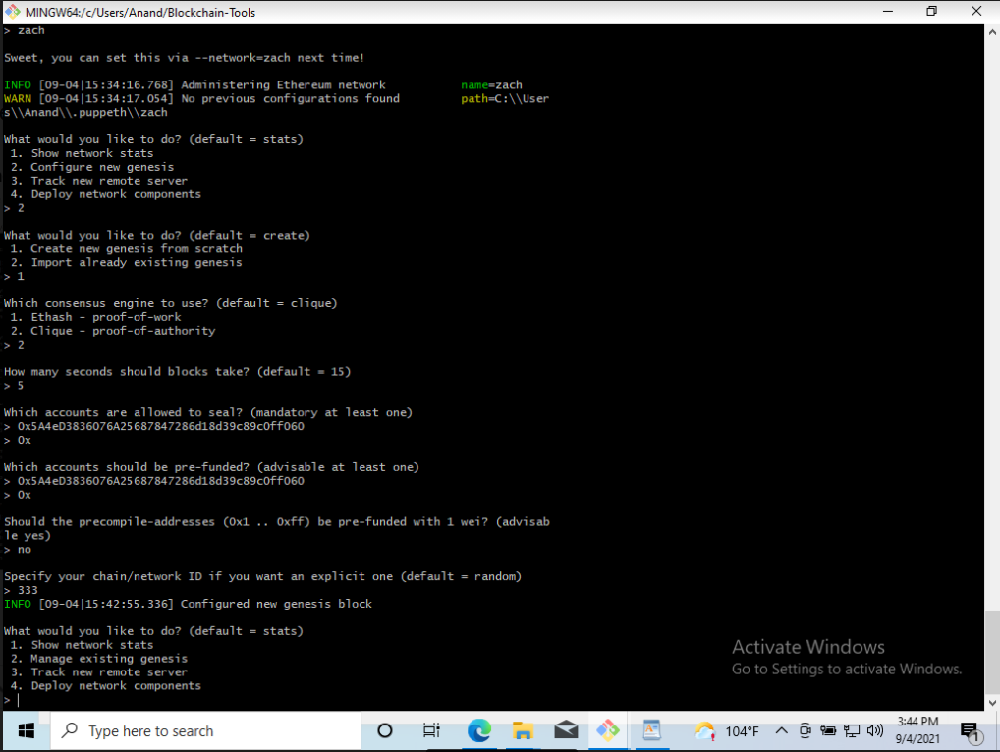 MINGW64:/c/Users/Anand/Blockchain-Tools
> zach
Sweet, you can set this via --network=zach next time!
INFO [09-04|15:34:16.768] Administering Ethereum network name=zach
WARN [09-04|15:34:17.054] No previous configurations found path=C:\\User
s\\Anand\\.puppeth\\zach
What would you like to do? (default = stats)
1. Show network stats
2. Configure new genesis
3. Track new remote server
4. Deploy network components
> 2
What would you like to do? (default = create)
1. Create new genesis from scratch
2. Import already existing genesis
> 1
Which consensus engine to use? (default = clique)
1. Ethash - proof-of-work
2. Clique - proof-of-authority
> 2
How many seconds should blocks take? (default = 15)
> 5
Which accounts are allowed to seal? (mandatory at least one)
> 0x5A4eD3836076A25687847286d18d39c89c0ff060
> 0x
Which accounts should be pre-funded? (advisable at least one)
> 0x5A4eD3836076A25687847286d18d39c89c0ff060
> 0x
Should the precompile-addresses (0x1 .. 0xff) be pre-funded with 1 wei? (advisab
le yes)
> no
Specify your chain/network ID if you want an explicit one (default = random)
> 333
INFO [09-04|15:42:55.336] Configured new genesis block
What would you like to do? (default = stats)
1. Show network stats
2. Manage existing genesis
3. Track new remote server
4. Deploy network components
>
Activate Windows
Go to Settings to activate Windows.
Type here to search
104°F
3:44 PM
9/4/2021
1